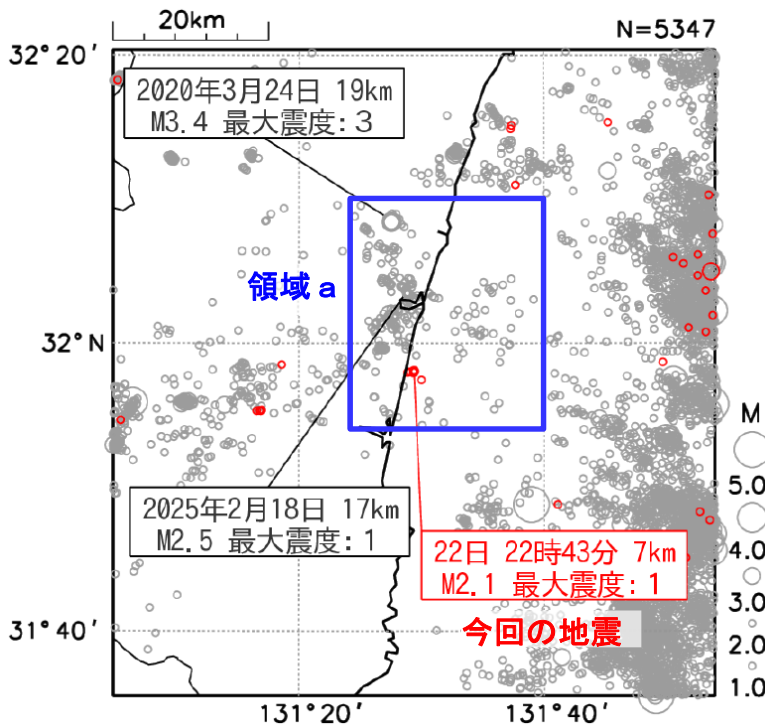 20km
N=5347
32°20′
2020年3月24日 19km
M3.4 最大震度：3
領域a
32°N
M
5.0
4.0
3.0
2.0
1.0
2025年2月18日 17km
M2.5 最大震度：1
22日 22時43分 7km
M2.1 最大震度：1
今回の地震
31°40′
131°20′
131°40′